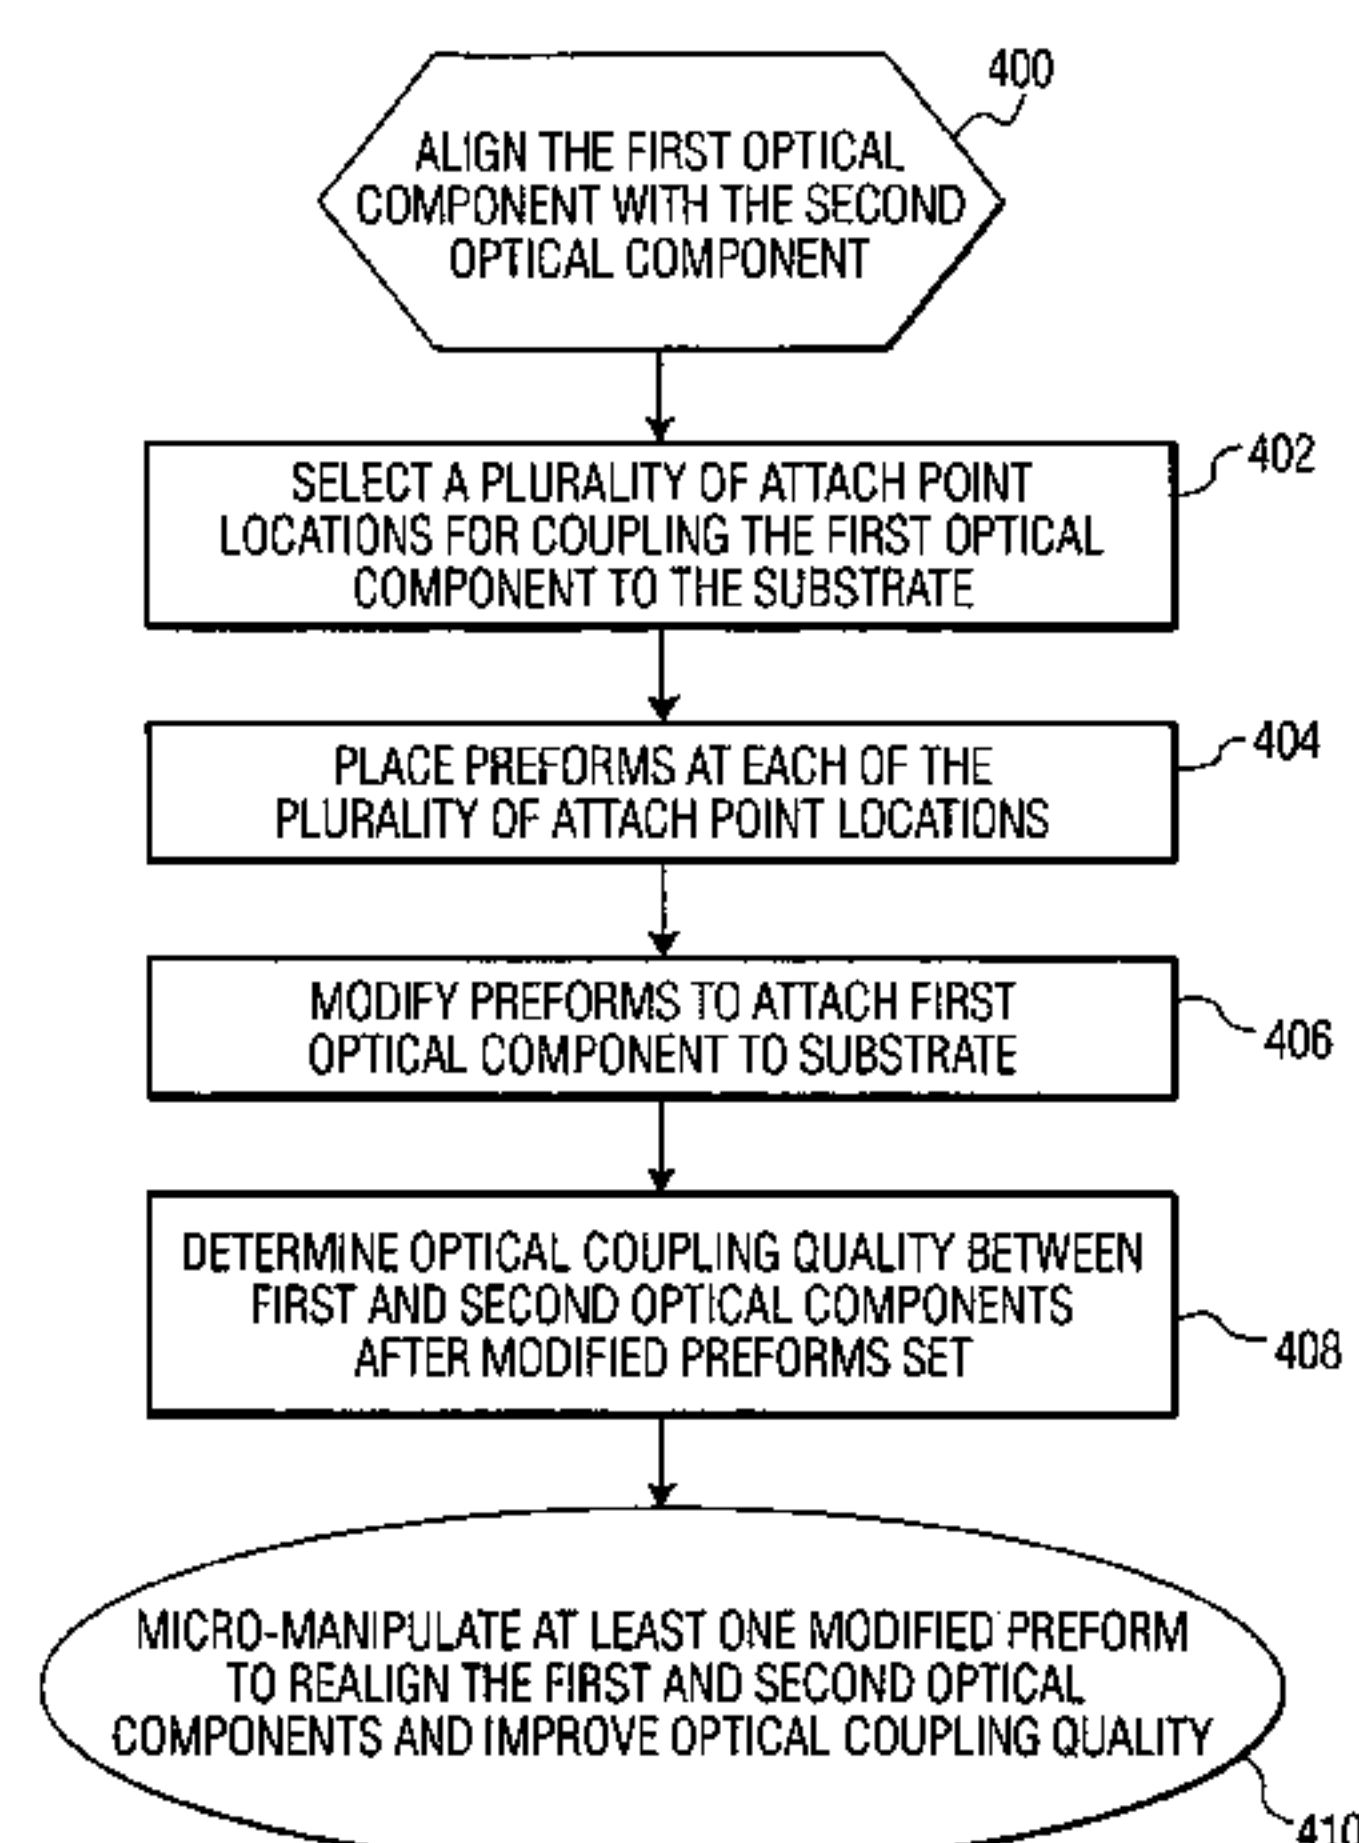 400
ALIGN THE FIRST OPTICAL
COMPONENT WITH THE SECOND
OPTICAL COMPONENT
402
SELECT A PLURALITY OF ATTACH POINT
LOCATIONS FOR COUPLING THE FIRST OPTICAL
COMPONENT TO THE SUBSTRATE
404
PLACE PREFORMS AT EACH OF THE
PLURALITY OF ATTACH POINT LOCATIONS
MODIFY PREFORMS TO ATTACH FIRST
OPTICAL COMPONENT TO SUBSTRATE
406
DETERMINE OPTICAL COUPLING QUALITY BETWEEN
FIRST AND SECOND OPTICAL COMPONENTS
AFTER MODIFIED PREFORMS SET
408
MICRO-MANIPULATE AT LEAST ONE MODIFIED PREFORM
TO REALIGN THE FIRST AND SECOND OPTICAL
COMPONENTS AND IMPROVE OPTICAL COUPLING QUALITY
410